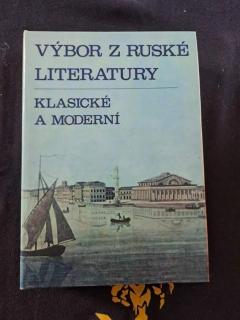 VÝBOR Z RUSKÉ
LITERATURY
KLASICKÉ
A MODERNÍ